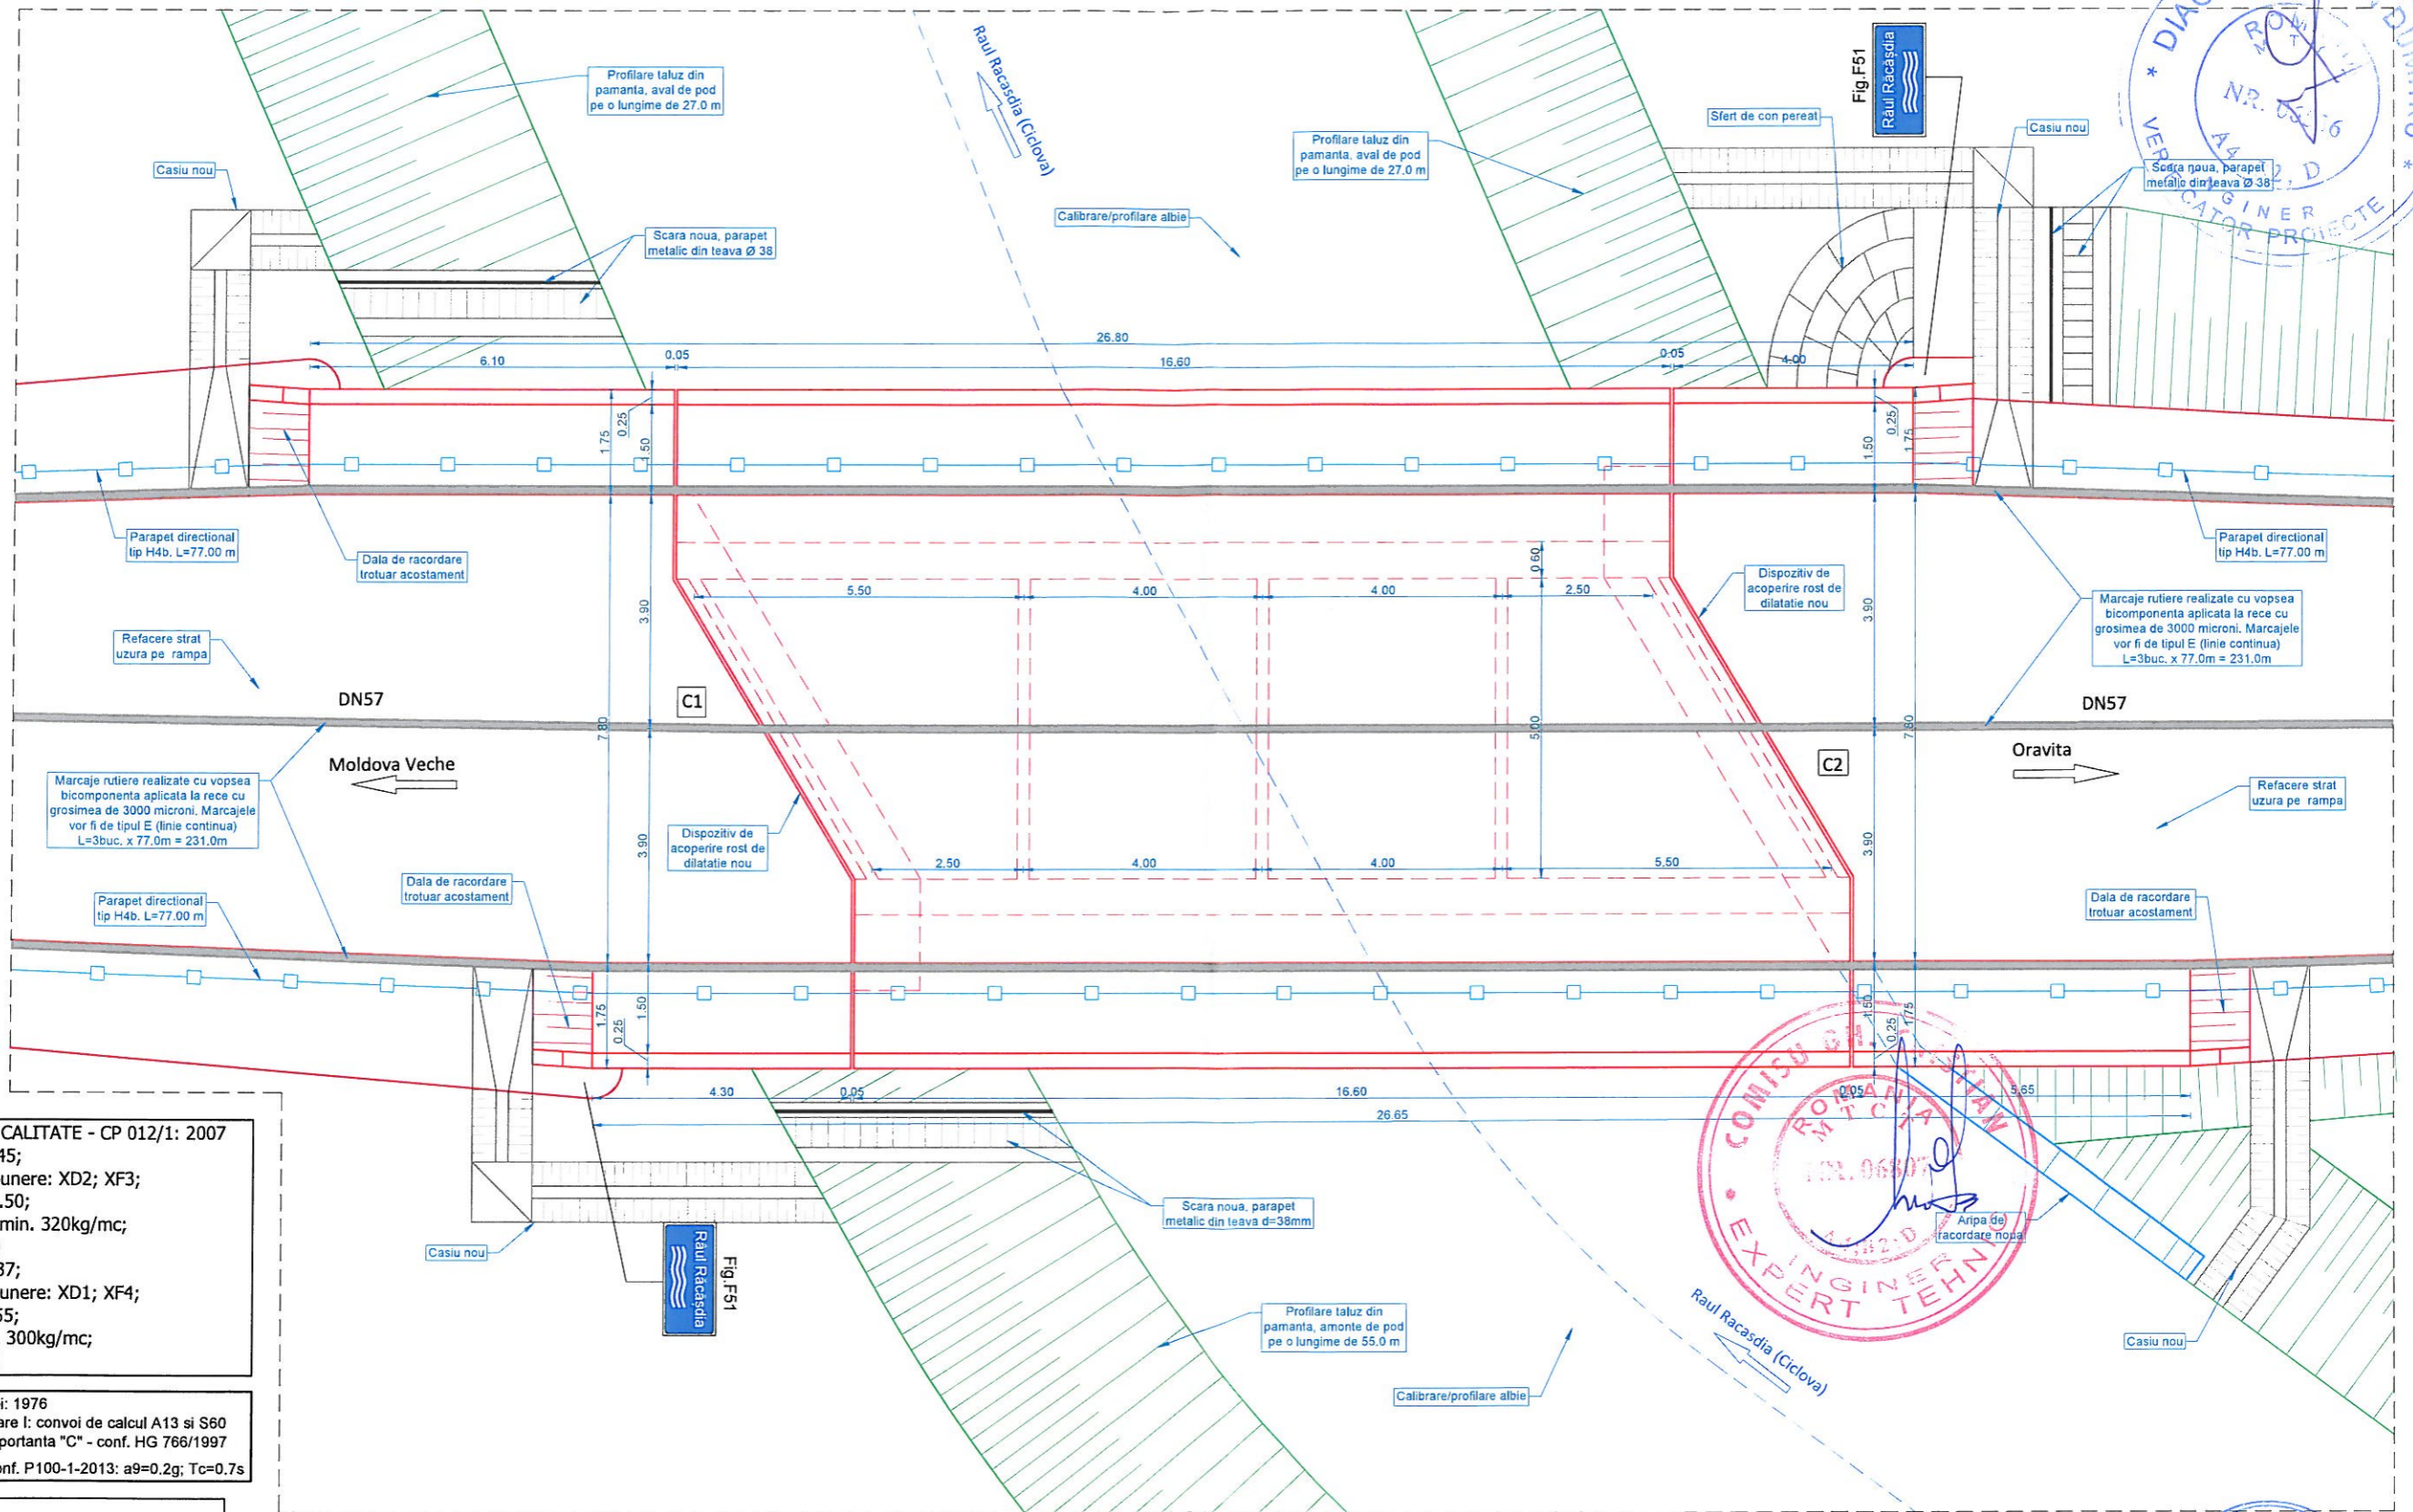 Profilare taluz din
pamanta, aval de pod
pe o lungime de 27.0 m
Raul Racasdia (Ciclova)
Profilare taluz din
pamanta, aval de pod
pe o lungime de 27.0 m
Sfert de con pereat
Fig.F51
Râul Răcășdia
Casiu nou
Scara noua, parapet
metalic din teava Ø 38
Casiu nou
Scara noua, parapet
metalic din teava Ø 38
Calibrare/profilare albie
26.80
6.10
0.05
16.60
0.05
4.00
1.75
0.25
1.50
1.50
0.25
1.75
Parapet directional
tip H4b. L=77.00 m
Dala de racordare
trotuar acostament
Parapet directional
tip H4b. L=77.00 m
0.60
5.50
4.00
4.00
2.50
Dispozitiv de
acoperire rost de
dilatatie nou
3.90
3.90
Marcaje rutiere realizate cu vopsea
bicomponenta aplicata la rece cu
grosimea de 3000 microni. Marcajele
vor fi de tipul E (linie continua)
L=3buc. x 77.0m = 231.0m
Refacere strat
uzura pe rampa
DN57
C1
DN57
7.80
5.00
7.80
Moldova Veche
C2
Oravita
Marcaje rutiere realizate cu vopsea
bicomponenta aplicata la rece cu
grosimea de 3000 microni. Marcajele
vor fi de tipul E (linie continua)
L=3buc. x 77.0m = 231.0m
Refacere strat
uzura pe rampa
Dispozitiv de
acoperire rost de
dilatatie nou
3.90
3.90
2.50
4.00
4.00
5.50
Dala de racordare
trotuar acostament
Parapet directional
tip H4b. L=77.00 m
Dala de racordare
trotuar acostament
1.75
0.25
1.50
1.50
0.25
1.75
4.30
0.05
16.60
0.05
5.65
26.65
CALITATE - CP 012/1: 2007
45;
unere: XD2; XF3;
.50;
min. 320kg/mc;
37;
unere: XD1; XF4;
55;
300kg/mc;
Scara noua, parapet
metalic din teava d=38mm
Casiu nou
Râul Răcășdia
Fig.F51
Aripa de
racordare noua
COMISU
ROMANIA
M T C T
INGINER
EXPERT TEHNIC
ROMANIA
INGINER
VERIFICATOR PROIECTE
Profilare taluz din
pamanta, amonte de pod
pe o lungime de 55.0 m
Raul Racasdia (Ciclova)
Casiu nou
Calibrare/profilare albie
i: 1976
are I: convoi de calcul A13 si S60
portanta "C" - conf. HG 766/1997
nf. P100-1-2013: a9=0.2g; Tc=0.7s